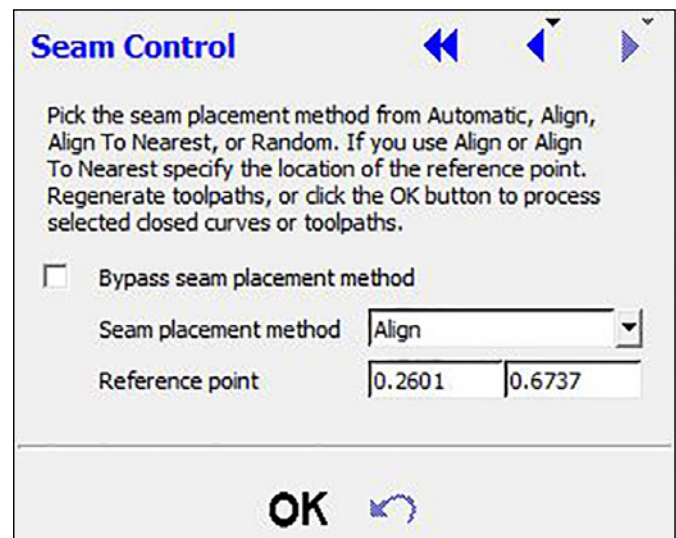 Seam Control
Pick the seam placement method from Automatic, Align,
Align To Nearest, or Random. If you use Align or Align
To Nearest specify the location of the reference point.
Regenerate toolpaths, or click the OK button to process
selected closed curves or toolpaths.
Bypass seam placement method
Seam placement method Align
Reference point 0.2601 0.6737
OK